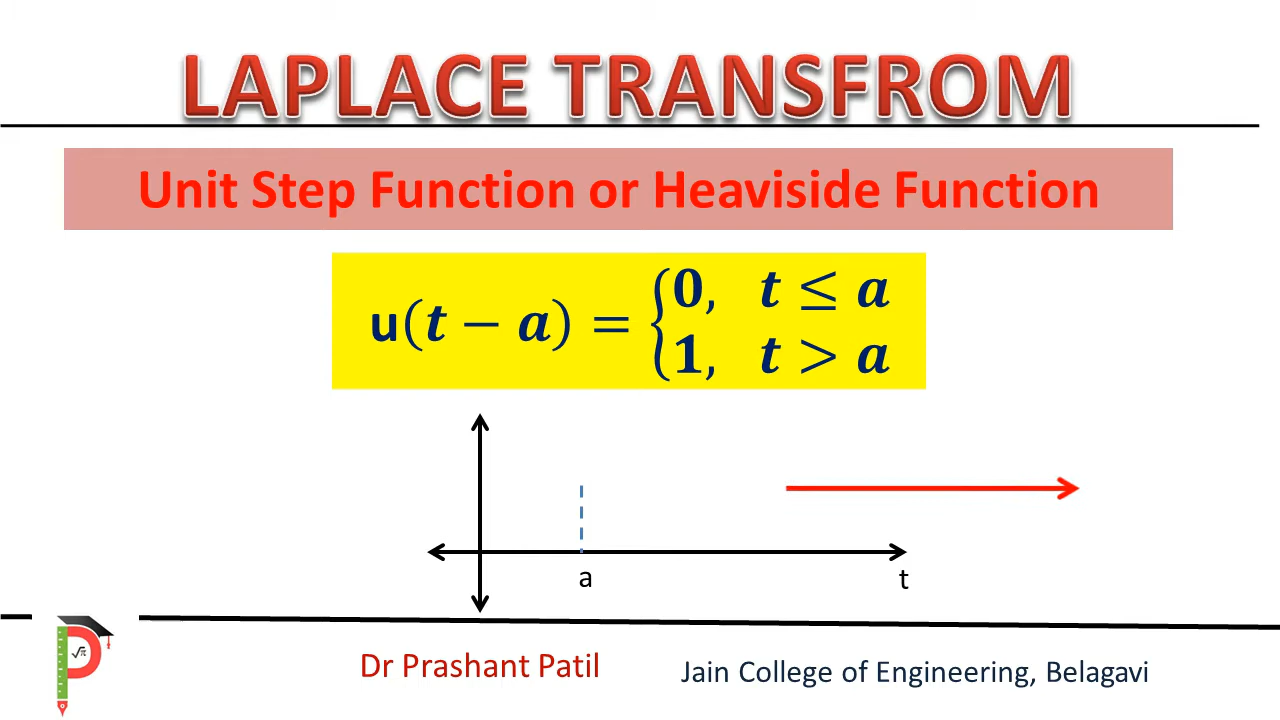 LAPLACE TRANSFROM
Unit Step Function or Heaviside Function
u(t − a) = {0, t ≤ a
1, t > a
a
t
√π
Dr Prashant Patil
Jain College of Engineering, Belagavi